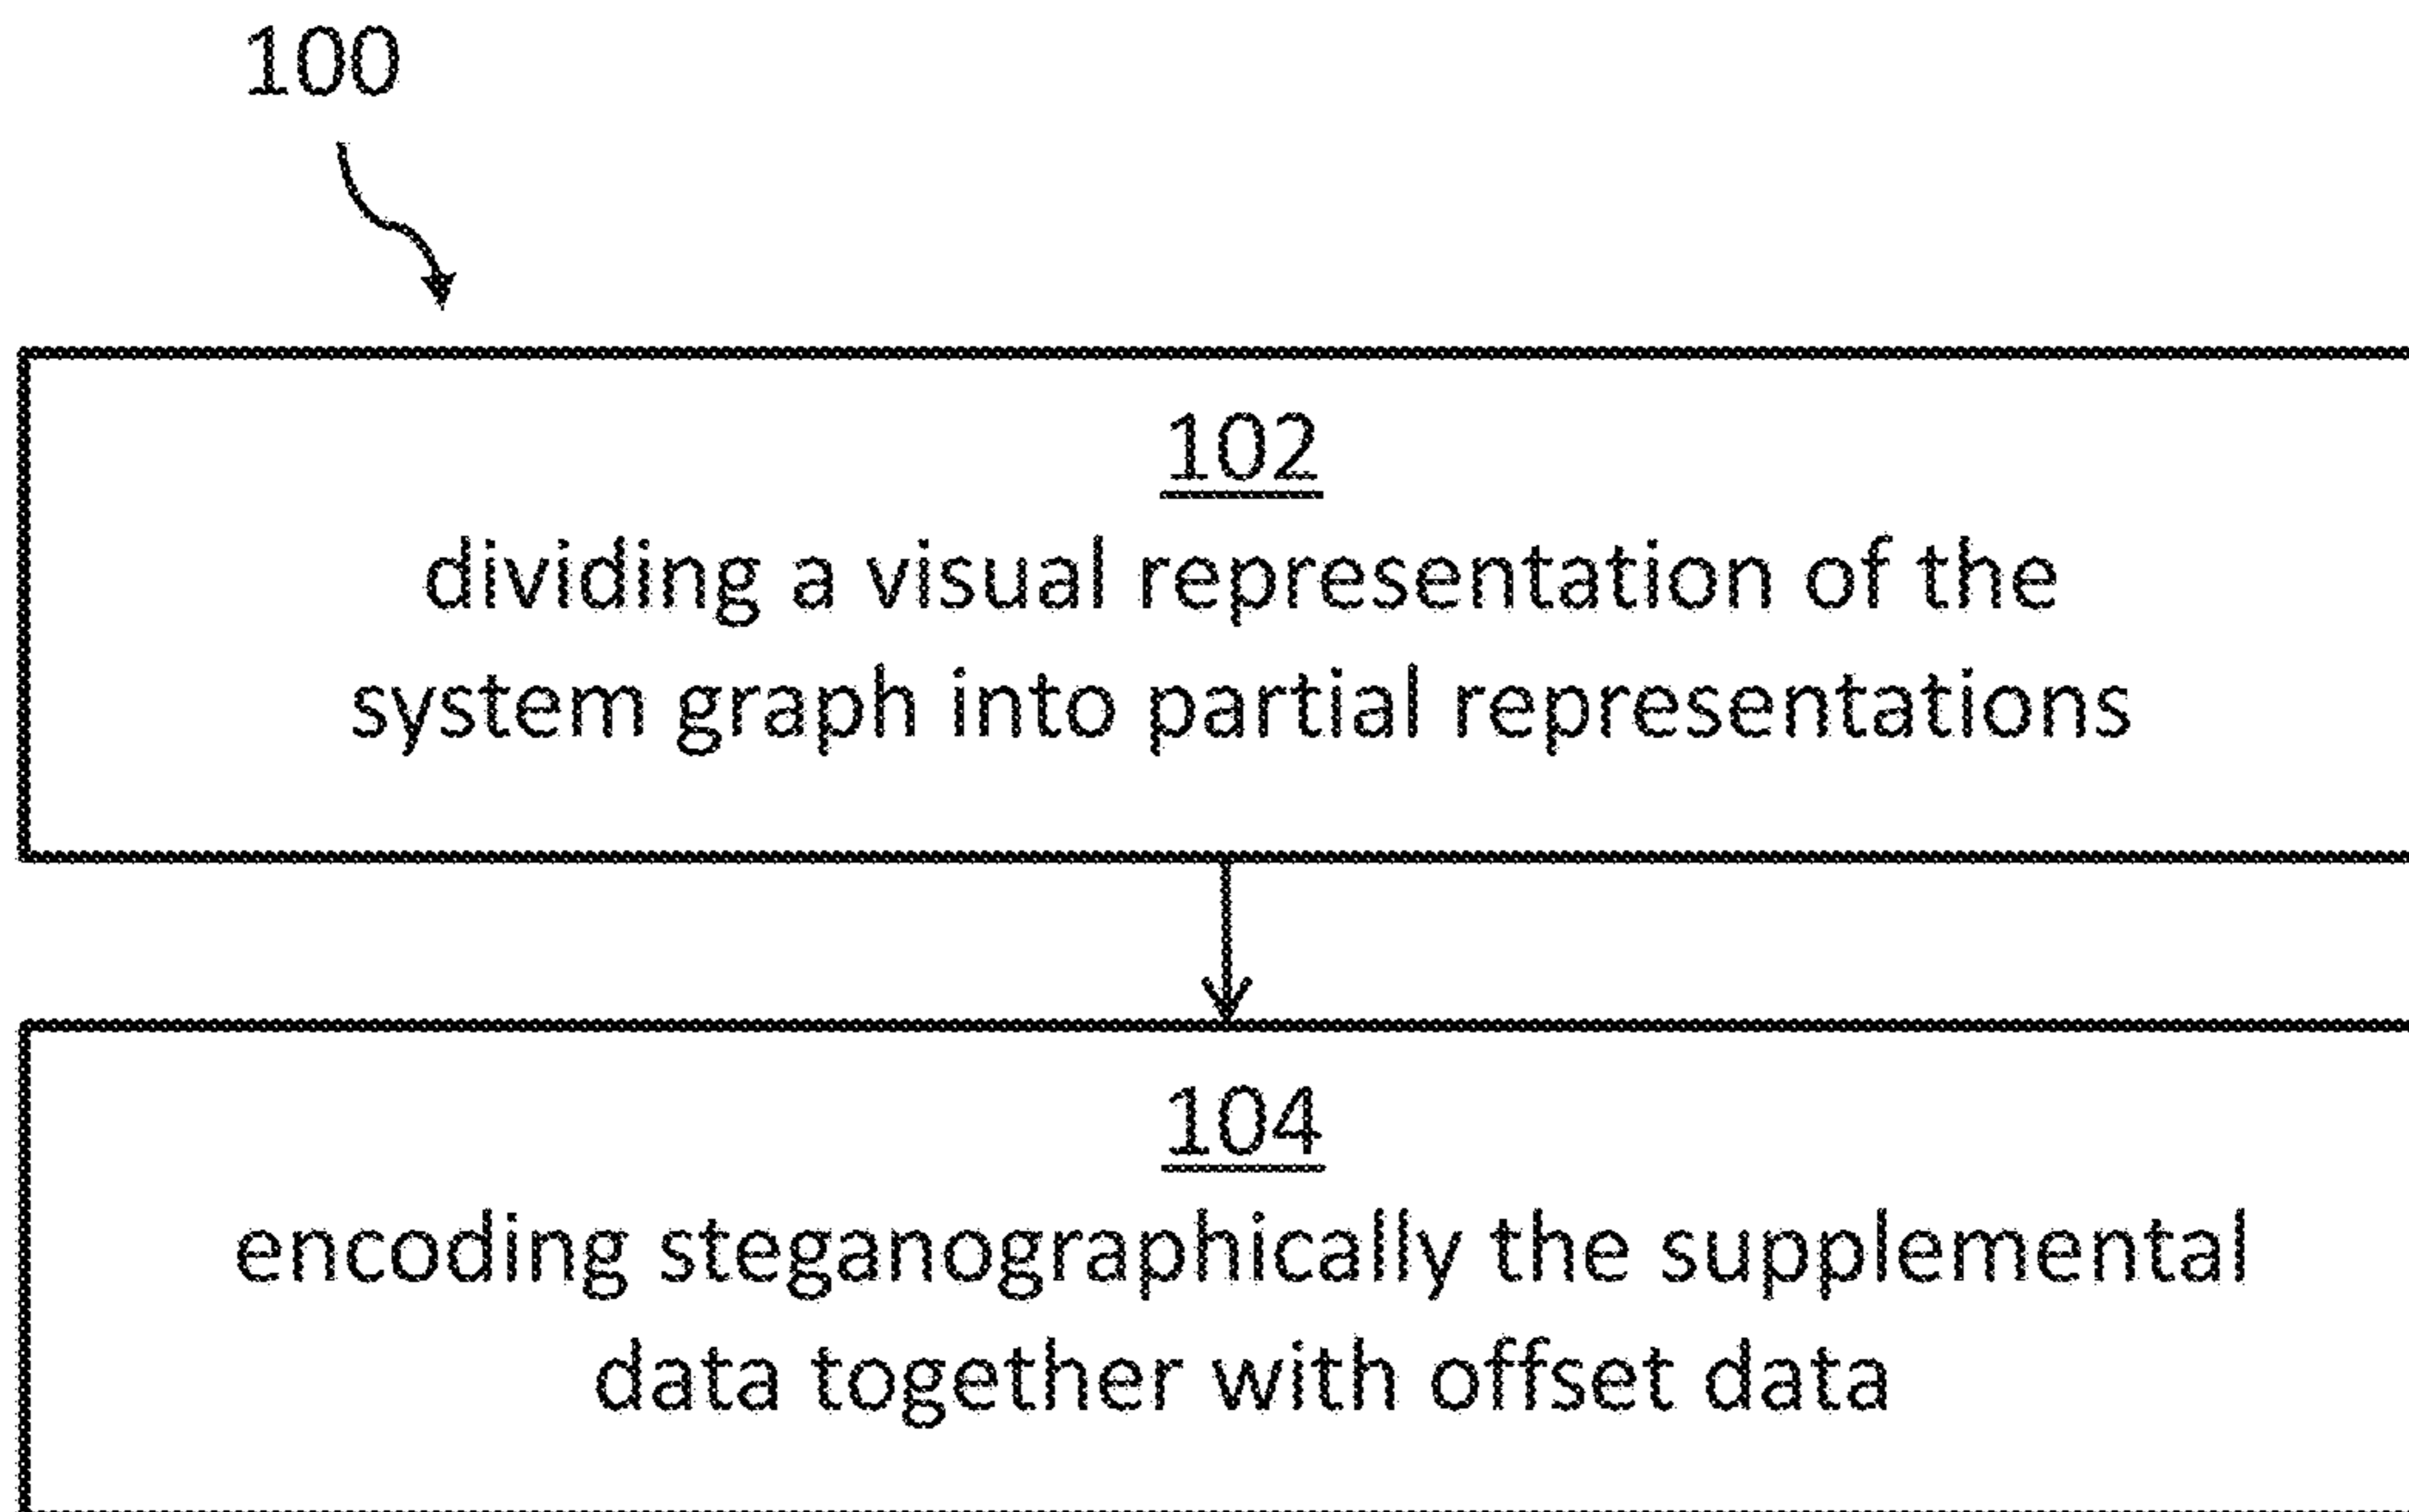 100
102
dividing a visual representation of the
system graph into partial representations
104
encoding steganographically the supplemental
data together with offset data